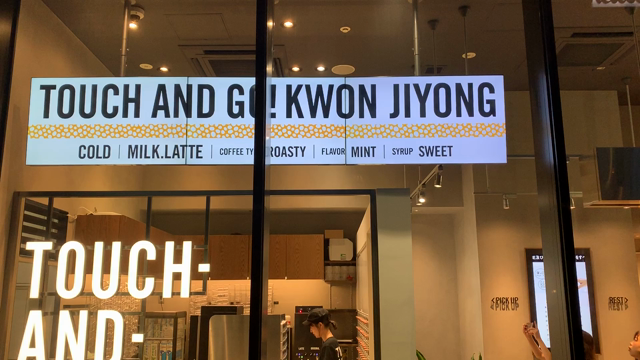 TOUCH AND GO! KWON JIYONG
COLD | MILK.LATTE | COFFEE TY ROASTY | FLAVOR MINT | SYRUP SWEET
TOUCH-
AND-
<PICK UP
REST>